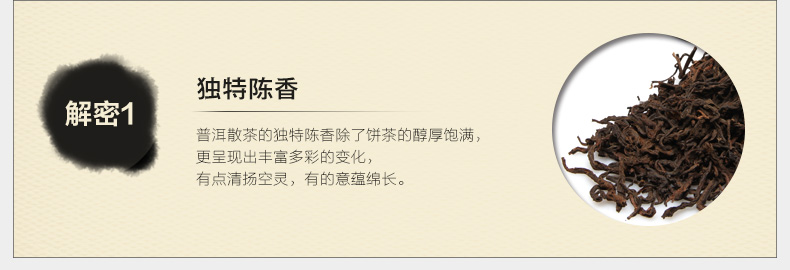 解密1
独特陈香
普洱散茶的独特陈香除了饼茶的醇厚饱满，
更呈现出丰富多彩的变化，
有点清扬空灵，有的意蕴绵长。